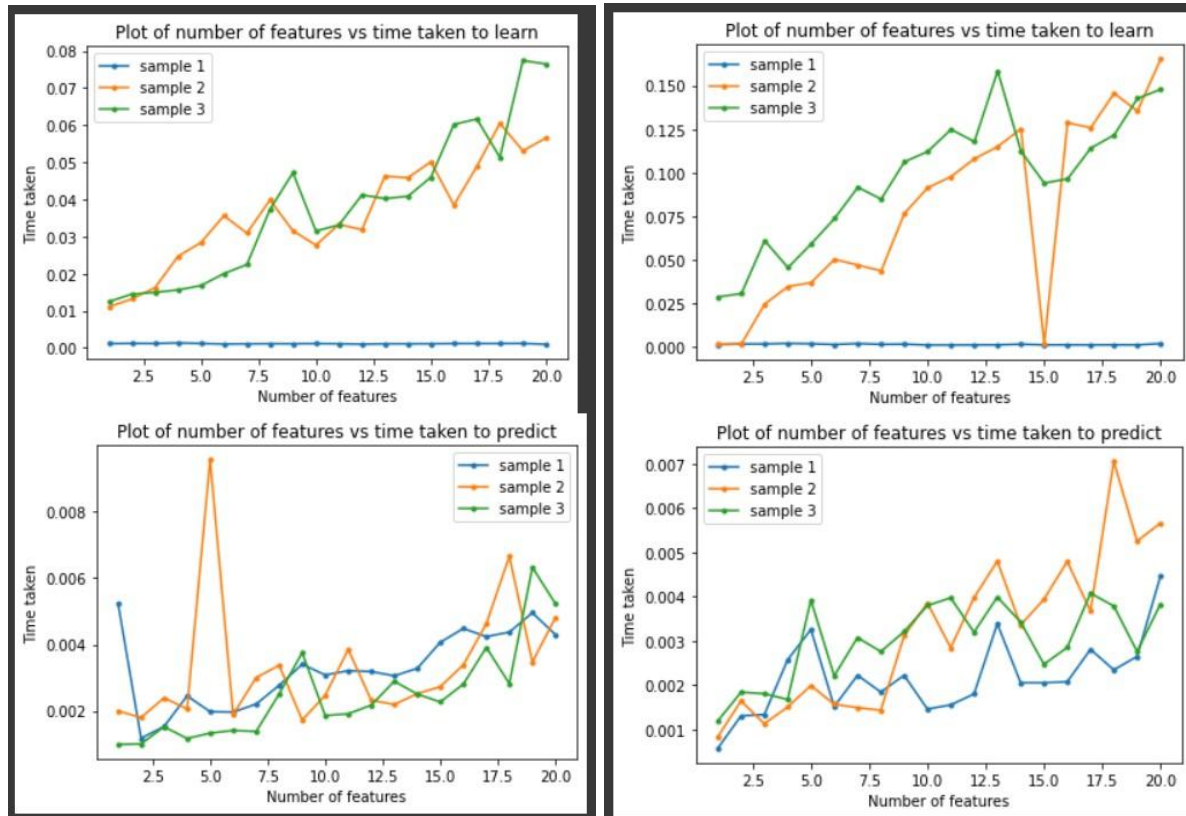 Plot of number of features vs time taken to learn
0.08
0.07
0.06
0.05
0.04
0.03
0.02
0.01
0.00
Time taken
sample 1
sample 2
sample 3
2.5 5.0 7.5 10.0 12.5 15.0 17.5 20.0
Number of features
Plot of number of features vs time taken to learn
0.150
0.125
0.100
0.075
0.050
0.025
0.000
Time taken
sample 1
sample 2
sample 3
2.5 5.0 7.5 10.0 12.5 15.0 17.5 20.0
Number of features
Plot of number of features vs time taken to predict
0.008
0.006
0.004
0.002
Time taken
sample 1
sample 2
sample 3
2.5 5.0 7.5 10.0 12.5 15.0 17.5 20.0
Number of features
Plot of number of features vs time taken to predict
0.007
0.006
0.005
0.004
0.003
0.002
0.001
Time taken
sample 1
sample 2
sample 3
2.5 5.0 7.5 10.0 12.5 15.0 17.5 20.0
Number of features